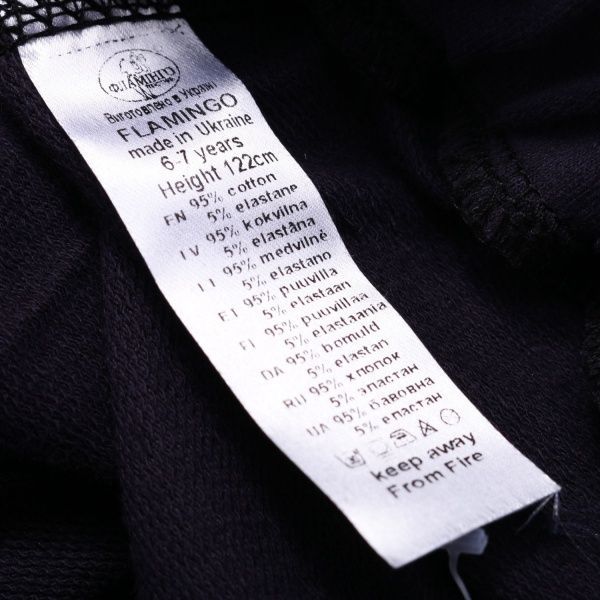 ФЛАМІНГО
Виготовлено в Україні
FLAMINGO
made in Ukraine
6-7 years
Height 122cm
EN 95% cotton
5% elastane
LV 95% kokvilna
5% elastāna
LT 95% medvilnė
5% elastano
ET 95% puuvilla
5% elastaan
FI 95% puuvillaa
5% elastaania
DA 95% bomuld
5% elastan
RU 95% хлопок
5% эластан
UA 95% бавовна
5% еластан
keep away
From Fire